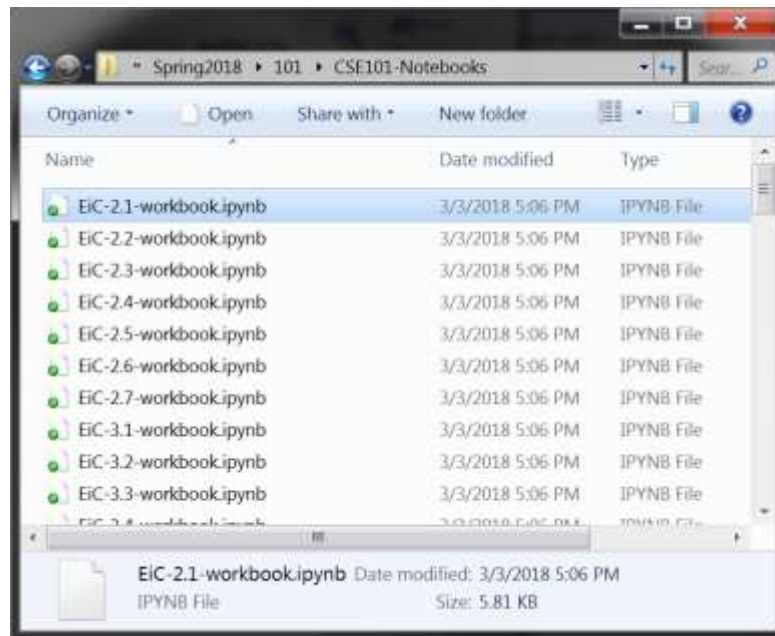 Spring2018 101 CSE101-Notebooks
Organize Open Share with New folder
Name Date modified Type
EiC-2.1-workbook.ipynb 3/3/2018 5:06 PM IPYNB File
EiC-2.2-workbook.ipynb 3/3/2018 5:06 PM IPYNB File
EiC-2.3-workbook.ipynb 3/3/2018 5:06 PM IPYNB File
EiC-2.4-workbook.ipynb 3/3/2018 5:06 PM IPYNB File
EiC-2.5-workbook.ipynb 3/3/2018 5:06 PM IPYNB File
EiC-2.6-workbook.ipynb 3/3/2018 5:06 PM IPYNB File
EiC-2.7-workbook.ipynb 3/3/2018 5:06 PM IPYNB File
EiC-3.1-workbook.ipynb 3/3/2018 5:06 PM IPYNB File
EiC-3.2-workbook.ipynb 3/3/2018 5:06 PM IPYNB File
EiC-3.3-workbook.ipynb 3/3/2018 5:06 PM IPYNB File
EiC-2.1-workbook.ipynb Date modified: 3/3/2018 5:06 PM
IPYNB File Size: 5.81 KB